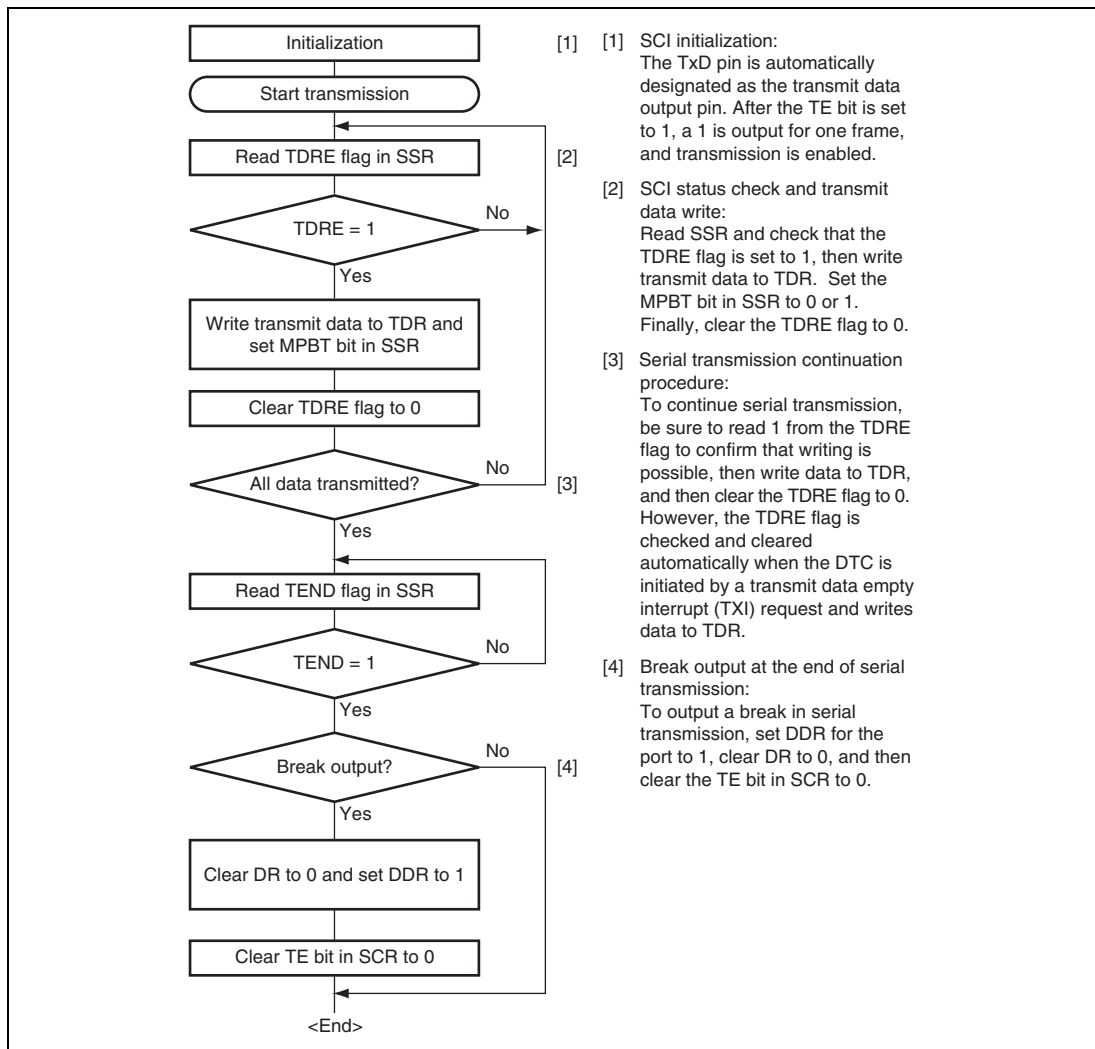 Initialization
[1]
Start transmission
Read TDRE flag in SSR
[2]
TDRE = 1
No
Yes
Write transmit data to TDR and
set MPBT bit in SSR
Clear TDRE flag to 0
All data transmitted?
No
[3]
Yes
Read TEND flag in SSR
TEND = 1
No
Yes
Break output?
No
[4]
Yes
Clear DR to 0 and set DDR to 1
Clear TE bit in SCR to 0
<End>
[1] SCI initialization:
The TxD pin is automatically
designated as the transmit data
output pin. After the TE bit is set
to 1, a 1 is output for one frame,
and transmission is enabled.
[2] SCI status check and transmit
data write:
Read SSR and check that the
TDRE flag is set to 1, then write
transmit data to TDR. Set the
MPBT bit in SSR to 0 or 1.
Finally, clear the TDRE flag to 0.
[3] Serial transmission continuation
procedure:
To continue serial transmission,
be sure to read 1 from the TDRE
flag to confirm that writing is
possible, then write data to TDR,
and then clear the TDRE flag to 0.
However, the TDRE flag is
checked and cleared
automatically when the DTC is
initiated by a transmit data empty
interrupt (TXI) request and writes
data to TDR.
[4] Break output at the end of serial
transmission:
To output a break in serial
transmission, set DDR for the
port to 1, clear DR to 0, and then
clear the TE bit in SCR to 0.